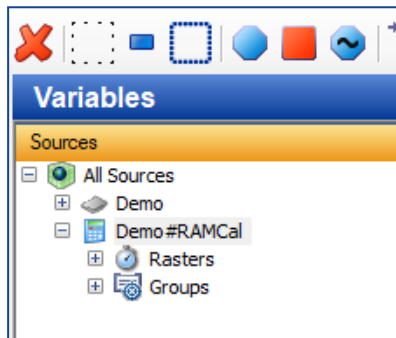 Variables
Sources
All Sources
Demo
Demo#RAMCal
Rasters
Groups